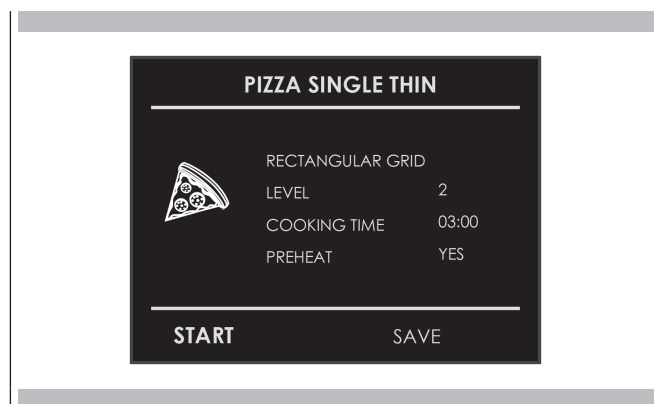 PIZZA SINGLE THIN
RECTANGULAR GRID
LEVEL 2
COOKING TIME 03:00
PREHEAT YES
START SAVE